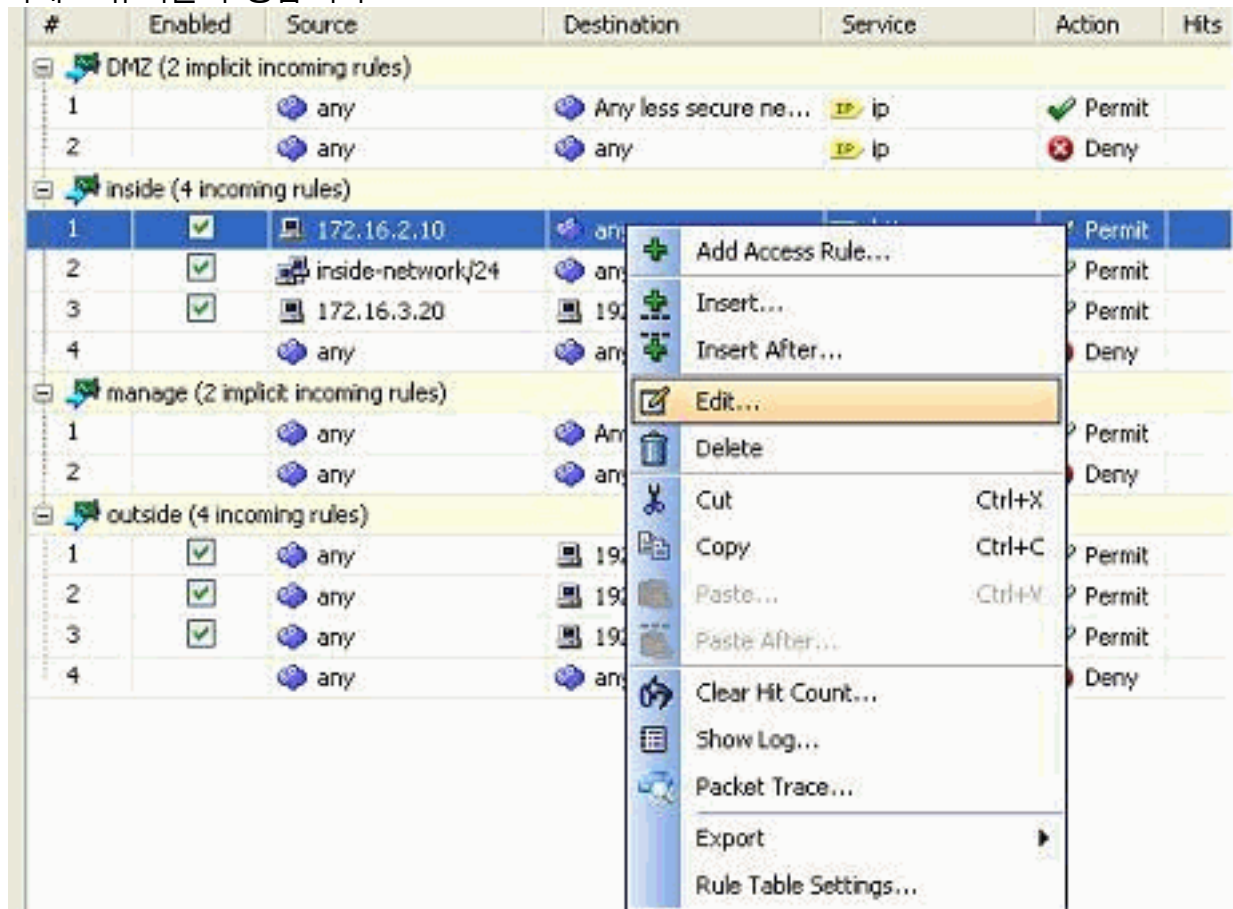 # Enabled Source Destination Service Action Hits
DMZ (2 implicit incoming rules)
1 any Any less secure ne... IP ip Permit
2 any any IP ip Deny
inside (4 incoming rules)
1 172.16.2.10 Permit
2 inside-network/24 Permit
3 172.16.3.20 Permit
4 any Deny
manage (2 implicit incoming rules)
1 any Permit
2 any Deny
outside (4 incoming rules)
1 any Permit
2 any Permit
3 any Permit
4 any Deny
Add Access Rule...
Insert...
Insert After...
Edit...
Delete
Cut Ctrl+X
Copy Ctrl+C
Paste... Ctrl+V
Paste After...
Clear Hit Count...
Show Log...
Packet Trace...
Export
Rule Table Settings...